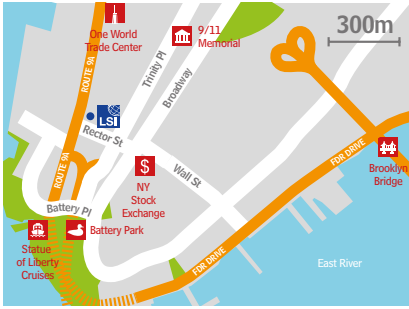 300m
One World
Trade Center
9/11
Memorial
ROUTE 9A
Trinity Pl
Broadway
LSI
Rector St
ROUTE 9A
$
NY
Stock
Exchange
Wall St
FDR DRIVE
Brooklyn
Bridge
Battery Pl
Battery Park
Statue
of Liberty
Cruises
FDR DRIVE
East River